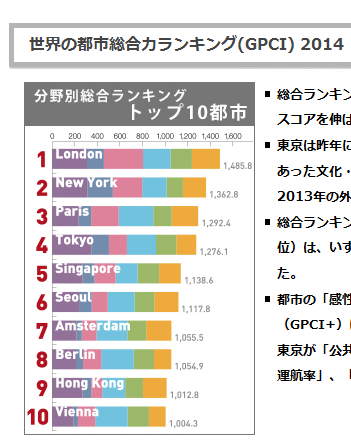 世界の都市総合力ランキング(GPCI) 2014
分野別総合ランキング
トップ10都市
0 200 400 600 800 1,000 1,200 1,400 1,600
1 London 1,485.8
2 New York 1,362.8
3 Paris 1,292.4
4 Tokyo 1,276.1
5 Singapore 1,138.6
6 Seoul 1,117.8
7 Amsterdam 1,055.5
8 Berlin 1,054.9
9 Hong Kong 1,012.8
10 Vienna 1,004.3
■ 総合ランキン
スコアを伸は
■ 東京は昨年に
あった文化・
2013年の外
■ 総合ランキン
位）は、いす
た。
■ 都市の「感性
（GPCI+）
東京が「公共
運航率」、「